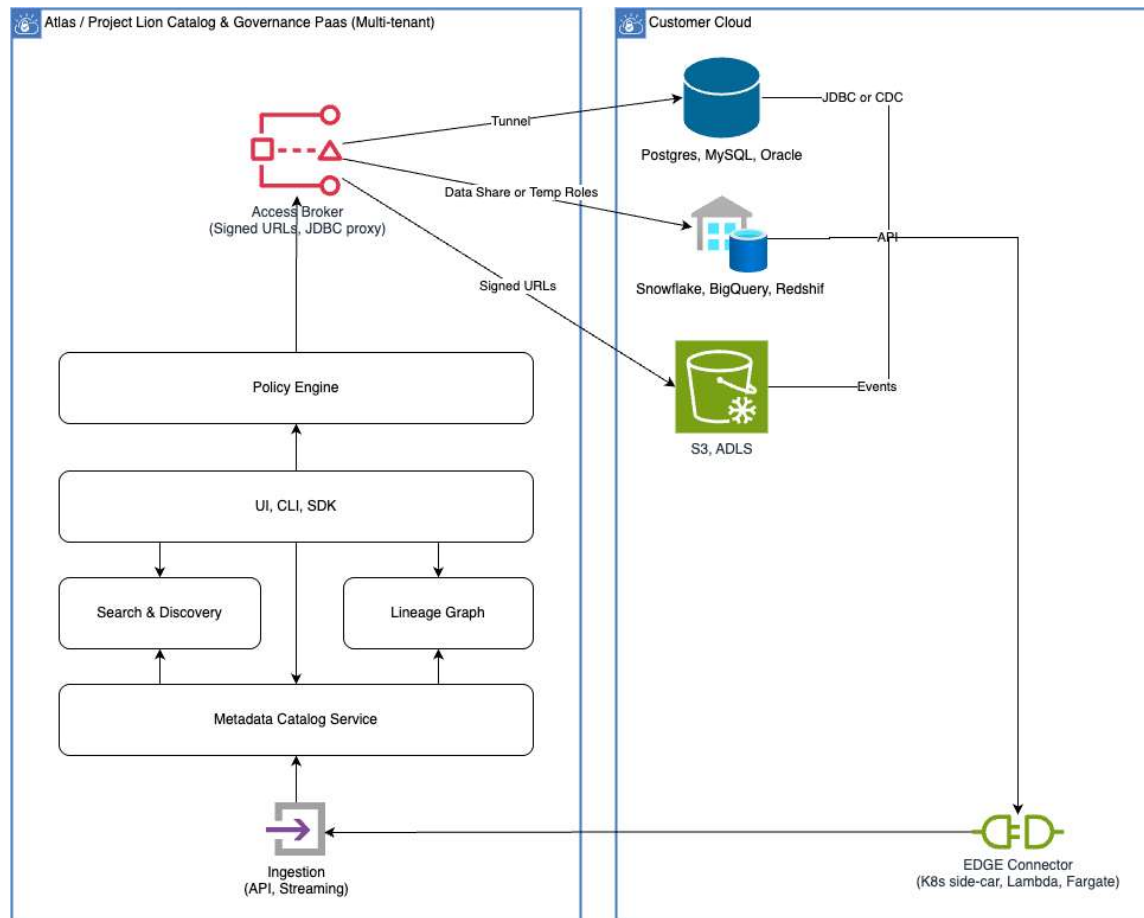 Atlas / Project Lion Catalog & Governance Paas (Multi-tenant)
Customer Cloud
Tunnel
JDBC or CDC
Postgres, MySQL, Oracle
Access Broker
(Signed URLs, JDBC proxy)
Data Share or Temp Roles
API
Snowflake, BigQuery, Redshif
Signed URLs
Policy Engine
Events
S3, ADLS
UI, CLI, SDK
Search & Discovery
Lineage Graph
Metadata Catalog Service
Ingestion
(API, Streaming)
EDGE Connector
(K8s side-car, Lambda, Fargate)